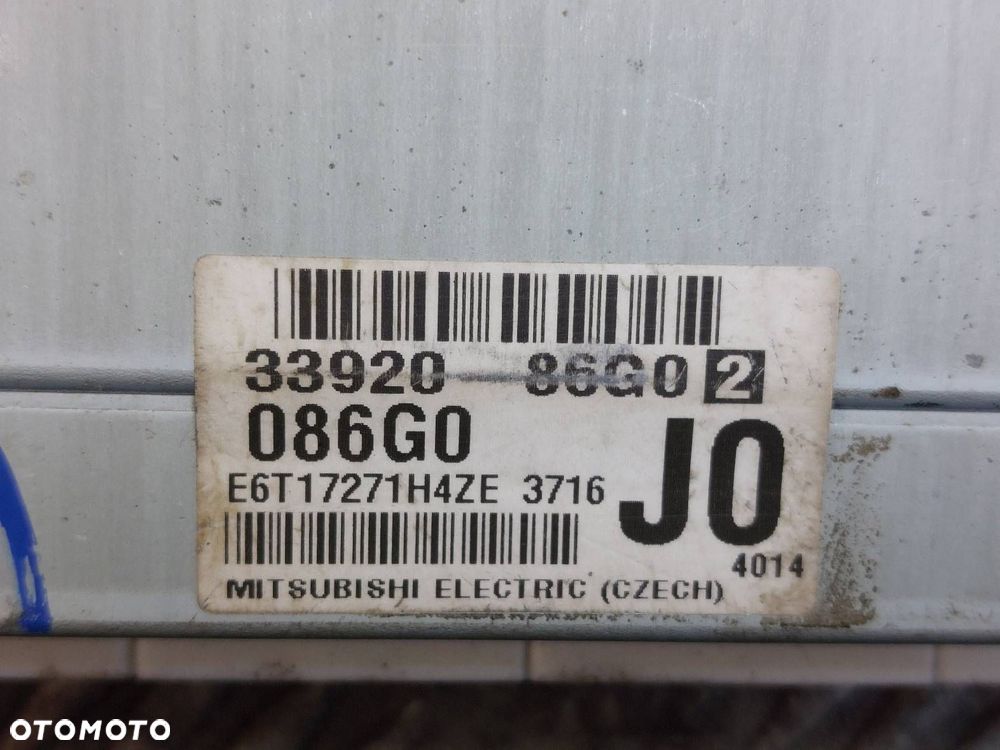 33920 86G0 2
086G0
J0
E6T17271H4ZE 3716
4014
MITSUBISHI ELECTRIC (CZECH)
OTOMOTO